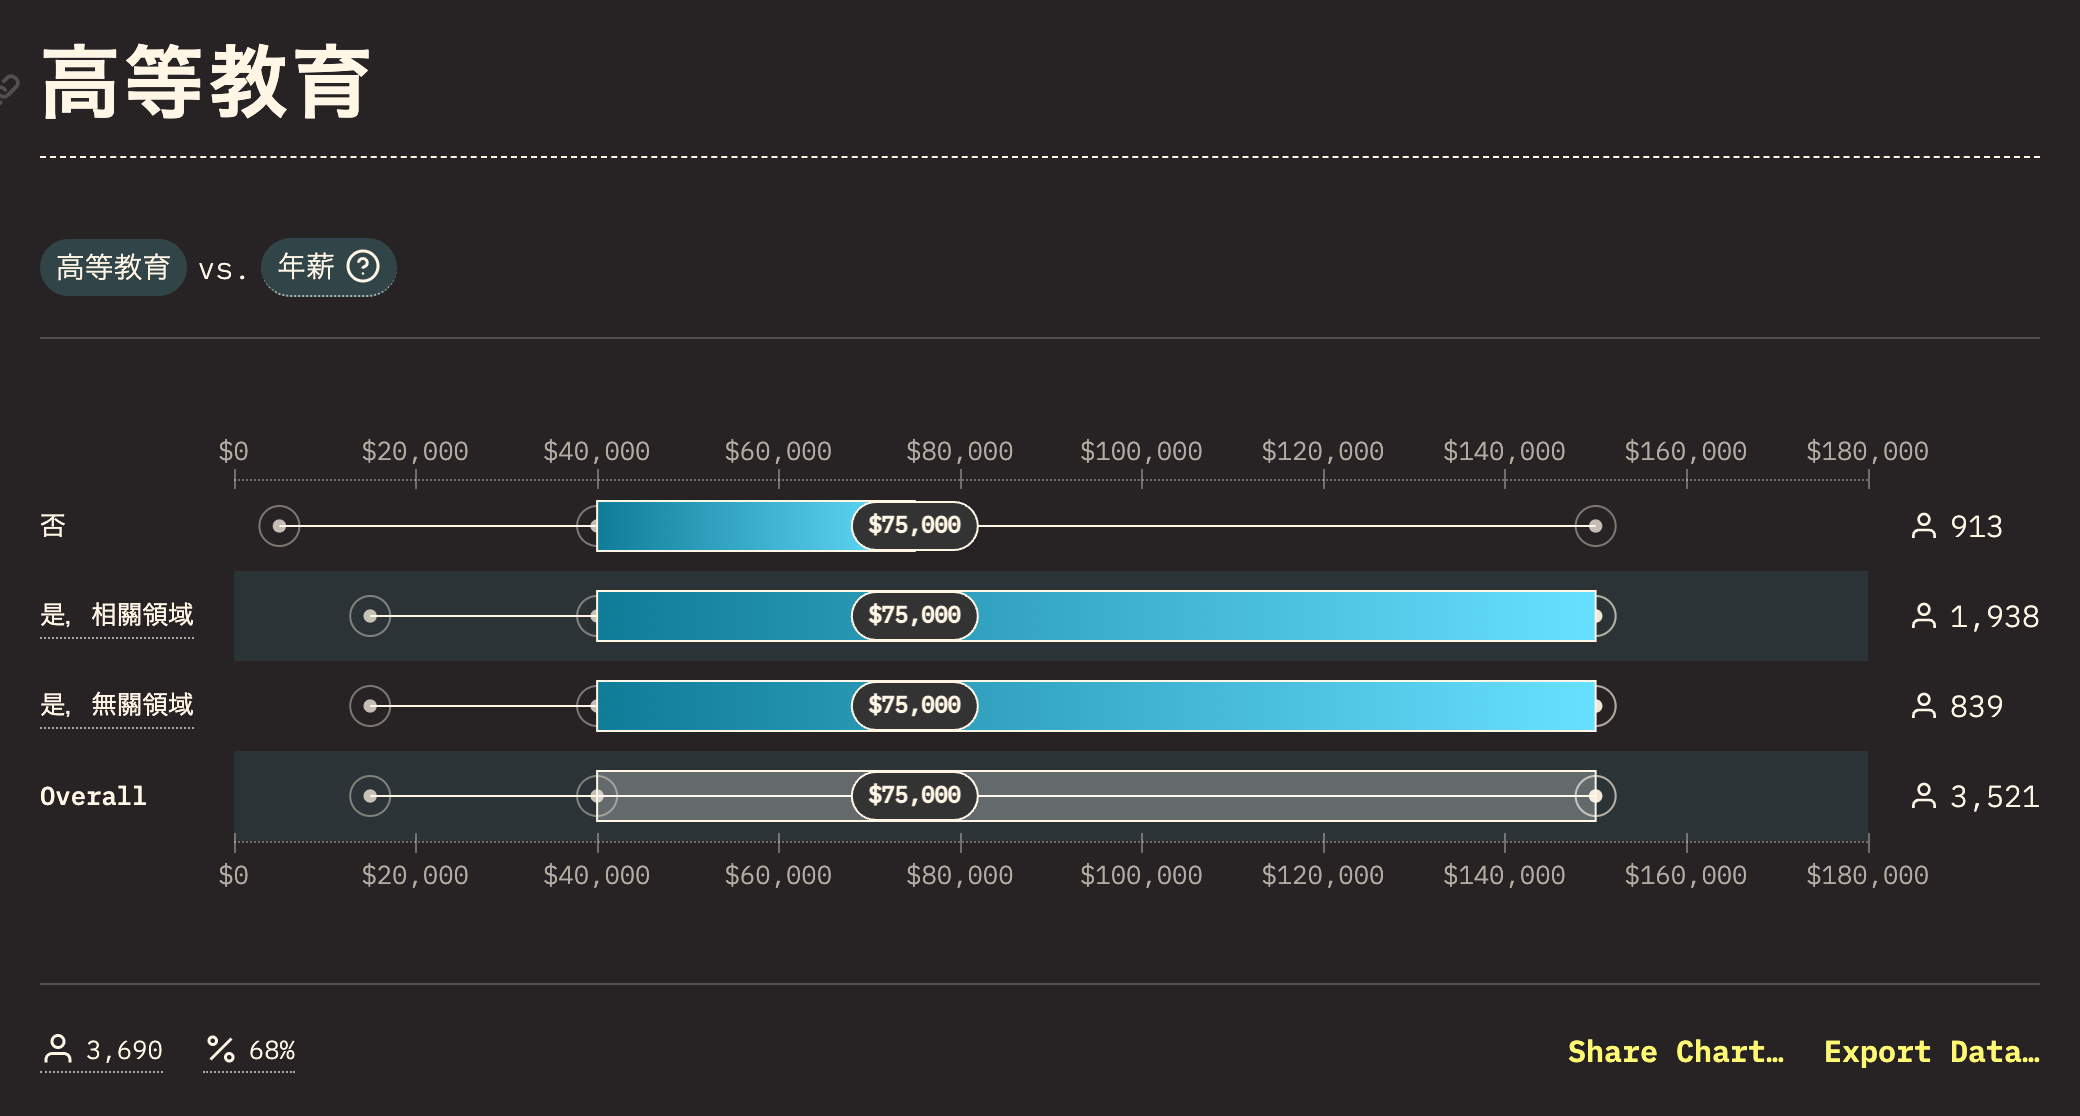 高等教育
高等教育 vs. 年薪
$0 $20,000 $40,000 $60,000 $80,000 $100,000 $120,000 $140,000 $160,000 $180,000
否 $75,000 913
是，相關領域 $75,000 1,938
是，無關領域 $75,000 839
Overall $75,000 3,521
$0 $20,000 $40,000 $60,000 $80,000 $100,000 $120,000 $140,000 $160,000 $180,000
3,690 68% Share Chart… Export Data…